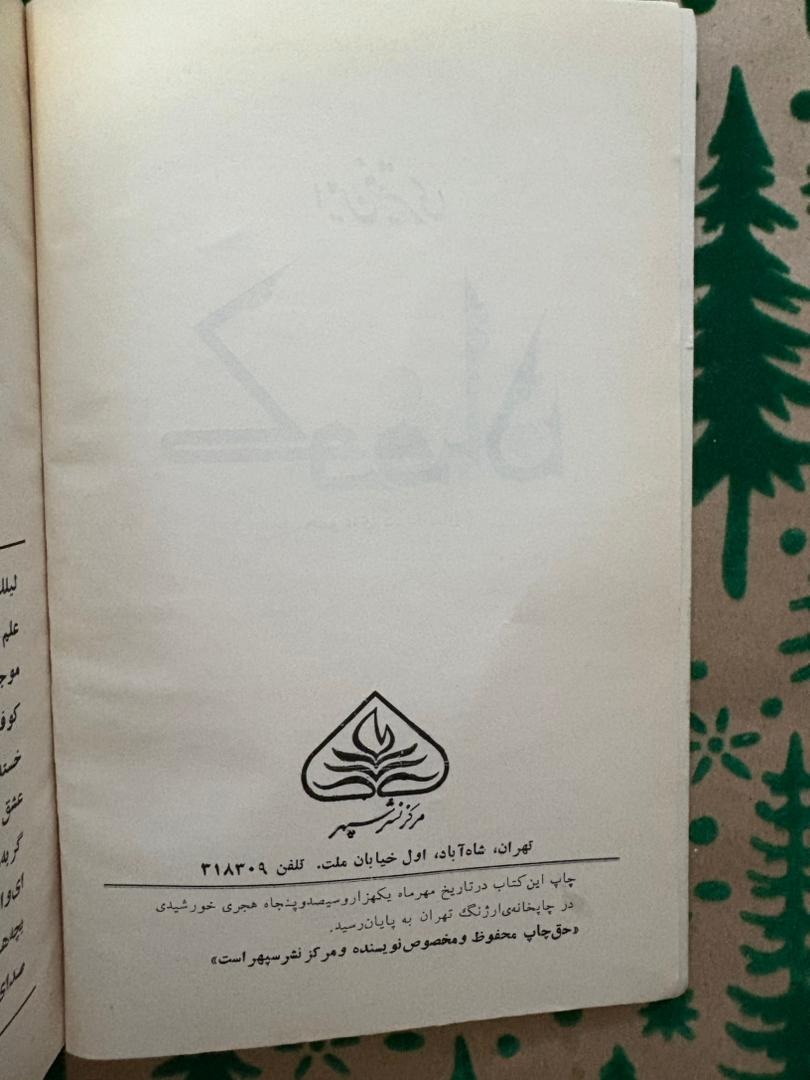 مرکز نشر سپهر
تهران، شاه‌آباد، اول خیابان ملت. تلفن ۳۱۸۳۰۹
چاپ این کتاب در تاریخ مهرماه یکهزار و سیصد و پنجاه هجری خورشیدی
در چاپخانه‌ی ارژنگ تهران به پایان رسید.
«حق چاپ محفوظ و مخصوص نویسنده و مرکز نشر سپهر است»
علم
عشق